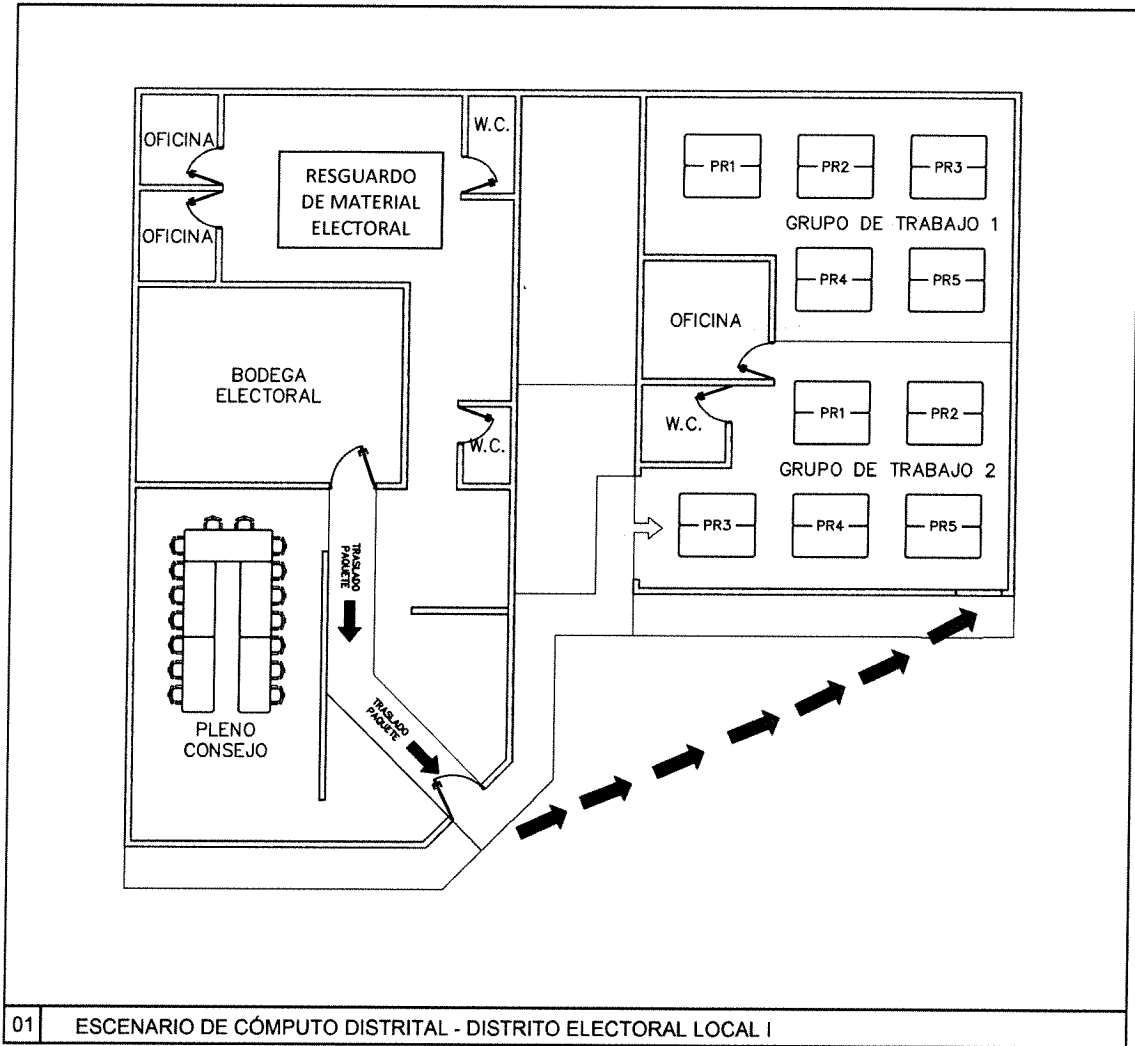 OFICINA
W.C.
RESGUARDO
DE MATERIAL
ELECTORAL
OFICINA
BODEGA
ELECTORAL
W.C.
TRASLADO
PAQUETE
TRASLADO
PAQUETE
PLENO
CONSEJO
PR1
PR2
PR3
GRUPO DE TRABAJO 1
PR4
PR5
OFICINA
W.C.
PR1
PR2
GRUPO DE TRABAJO 2
PR3
PR4
PR5
01 ESCENARIO DE CÓMPUTO DISTRITAL - DISTRITO ELECTORAL LOCAL I